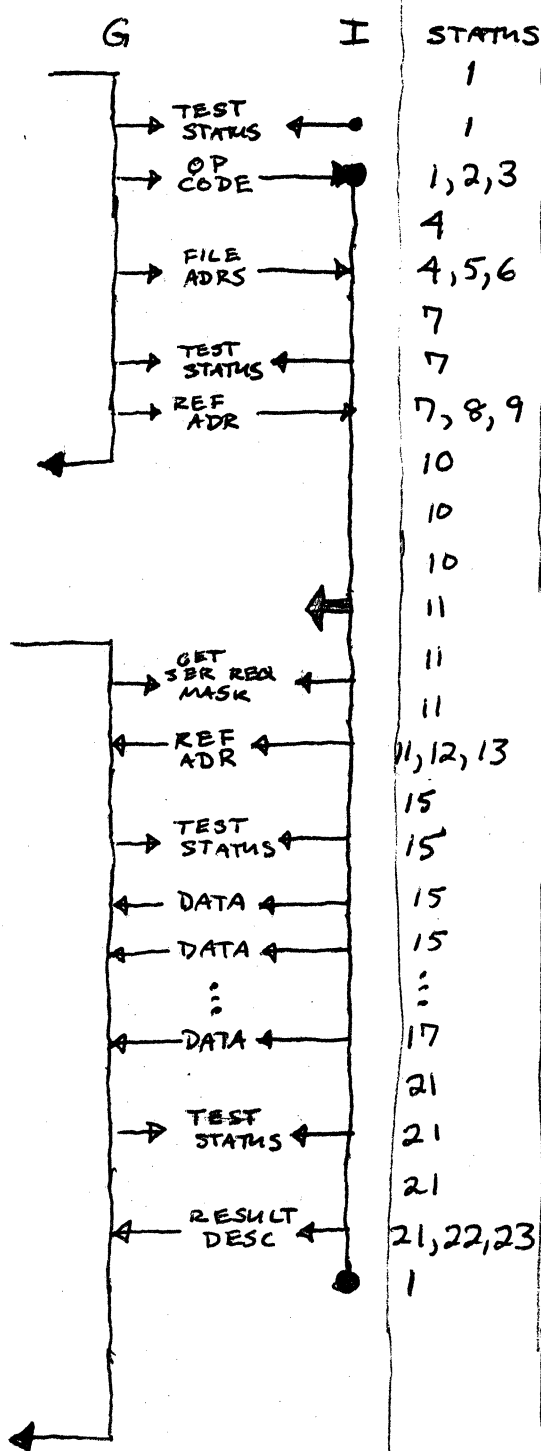 G I STATUS
1
TEST
STATUS 1
OP
CODE 1, 2, 3
4
FILE
ADRS 4, 5, 6
7
TEST
STATUS 7
REF
ADR 7, 8, 9
10
10
10
11
GET 11
SER REQ
MASK 11
REF
ADR 11, 12, 13
15
TEST
STATUS 15
DATA 15
DATA 15
⋮ ⋮
DATA 17
21
TEST
STATUS 21
21
RESULT
DESC 21, 22, 23
1